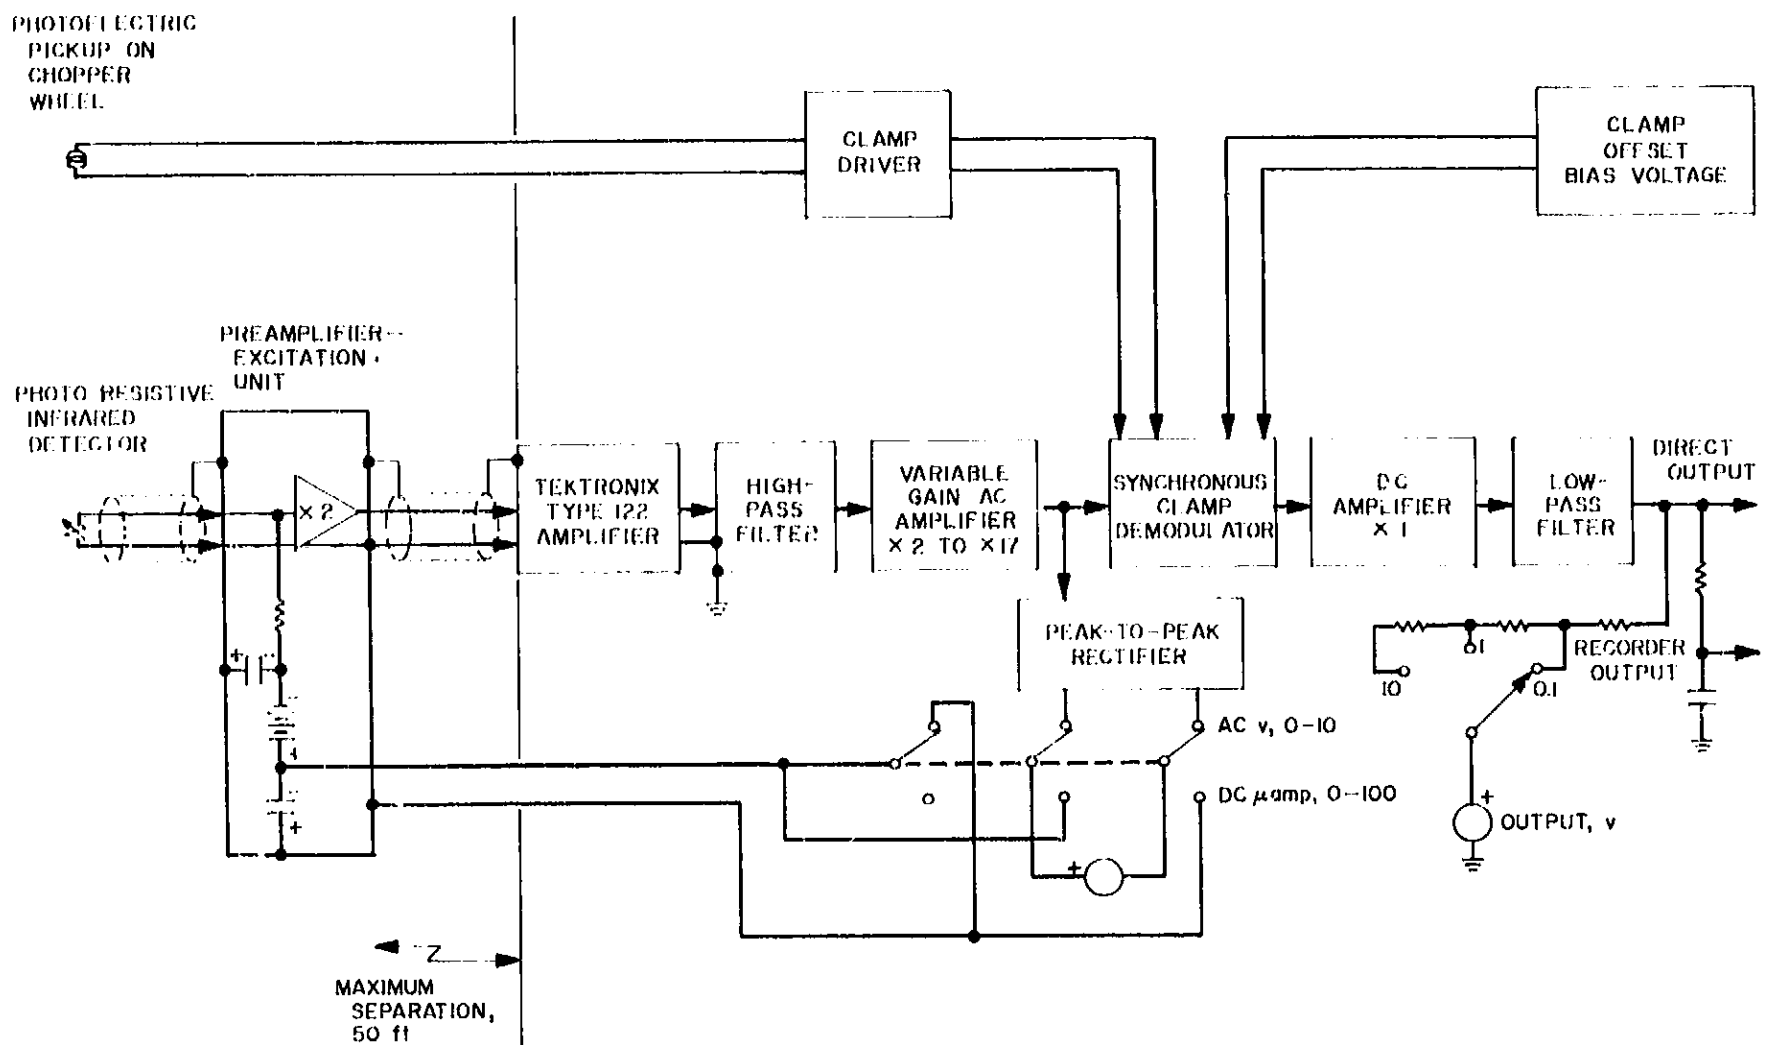 PHOTOELECTRIC
PICKUP ON
CHOPPER
WHEEL
CLAMP
DRIVER
CLAMP
OFFSET
BIAS VOLTAGE
PREAMPLIFIER-
EXCITATION
UNIT
PHOTO RESISTIVE
INFRARED
DETECTOR
× 2
TEKTRONIX
TYPE 122
AMPLIFIER
HIGH-
PASS
FILTER
VARIABLE
GAIN AC
AMPLIFIER
× 2 TO × 17
SYNCHRONOUS
CLAMP
DEMODULATOR
DC
AMPLIFIER
× 1
LOW-
PASS
FILTER
DIRECT
OUTPUT
PEAK-TO-PEAK
RECTIFIER
10
1
0.1
RECORDER
OUTPUT
+
-
+
-
+
AC v, 0-10
DC μamp, 0-100
+
+
OUTPUT, v
MAXIMUM
SEPARATION,
50 ft